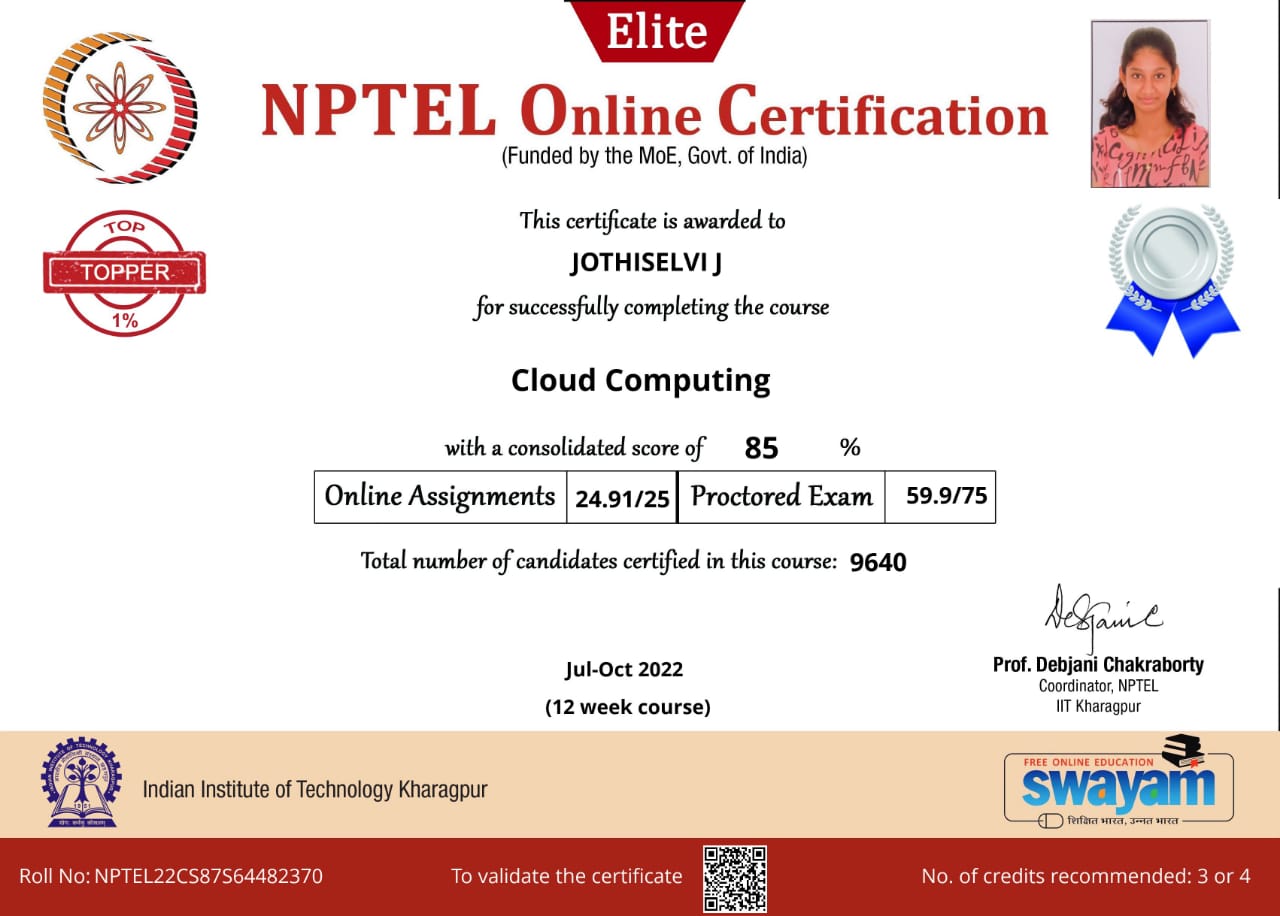 Elite
NPTEL Online Certification
(Funded by the MoE, Govt. of India)
TOP
TOPPER
1%
This certificate is awarded to
JOTHISELVI J
for successfully completing the course
Cloud Computing
with a consolidated score of 85 %
Online Assignments 24.91/25 Proctored Exam 59.9/75
Total number of candidates certified in this course: 9640
Jul-Oct 2022
(12 week course)
Prof. Debjani Chakraborty
Coordinator, NPTEL
IIT Kharagpur
1951
Indian Institute of Technology Kharagpur
FREE ONLINE EDUCATION
swayam
शिक्षित भारत, उन्नत भारत
Roll No: NPTEL22CS87S64482370 To validate the certificate No. of credits recommended: 3 or 4